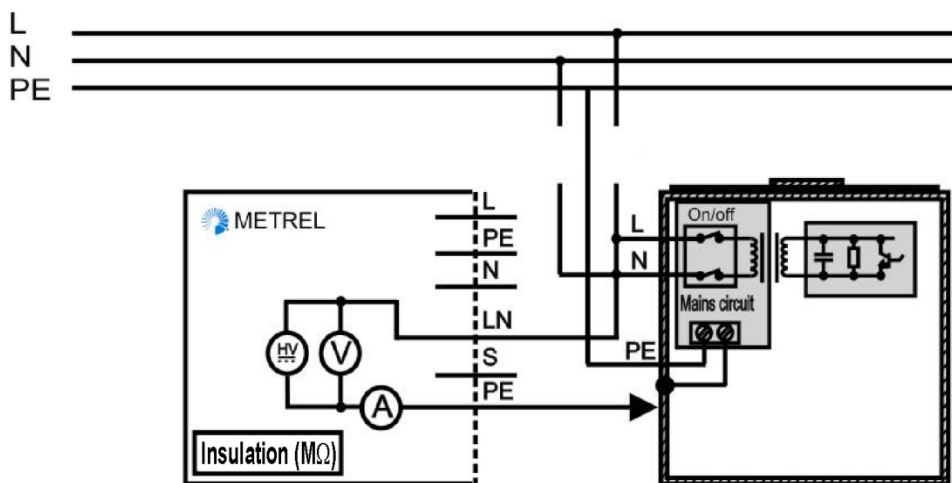 L
N
PE
METREL
L
PE
N
LN
S
PE
HV
V
A
Insulation (MΩ)
L
N
PE
On/off
Mains circuit